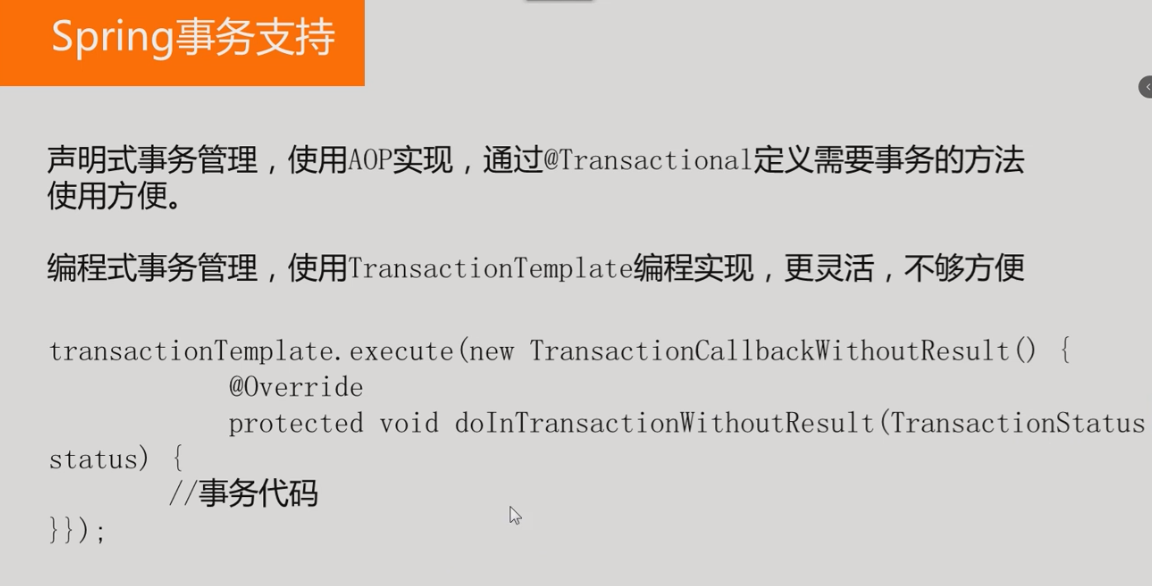 Spring事务支持
声明式事务管理，使用AOP实现，通过@Transactional定义需要事务的方法
使用方便。
编程式事务管理，使用TransactionTemplate编程实现，更灵活，不够方便
transactionTemplate.execute(new TransactionCallbackWithoutResult() {
@Override
protected void doInTransactionWithoutResult(TransactionStatus
status) {
//事务代码
}});